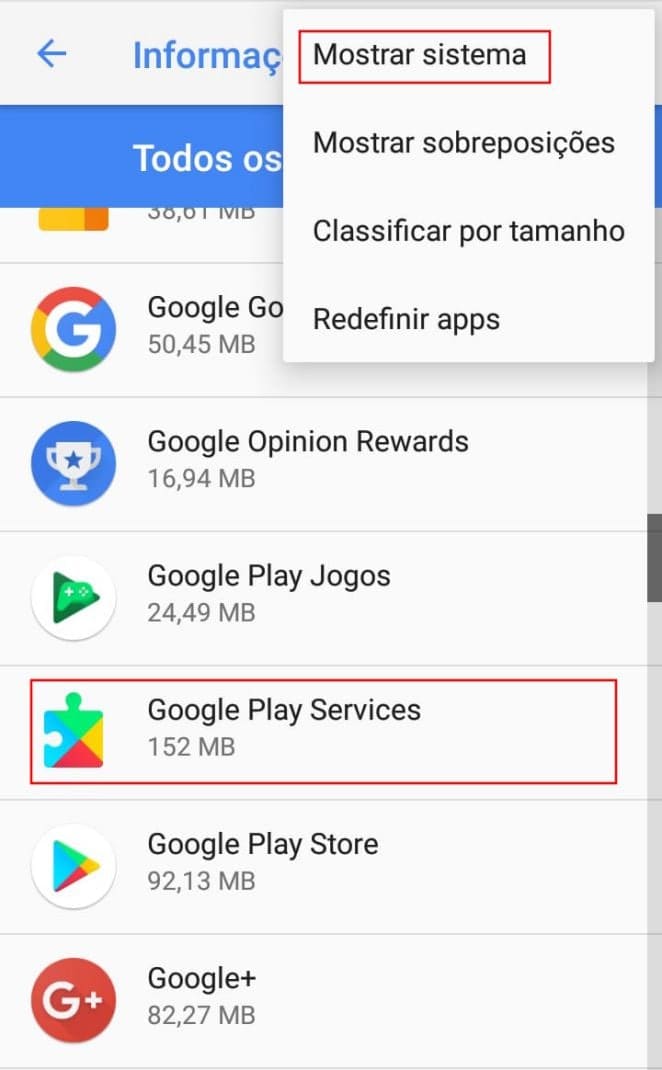 Informaç
Mostrar sistema
Mostrar sobreposições
Classificar por tamanho
Redefinir apps
Todos os
38,61 MB
Google Go
50,45 MB
Google Opinion Rewards
16,94 MB
Google Play Jogos
24,49 MB
Google Play Services
152 MB
Google Play Store
92,13 MB
Google+
82,27 MB